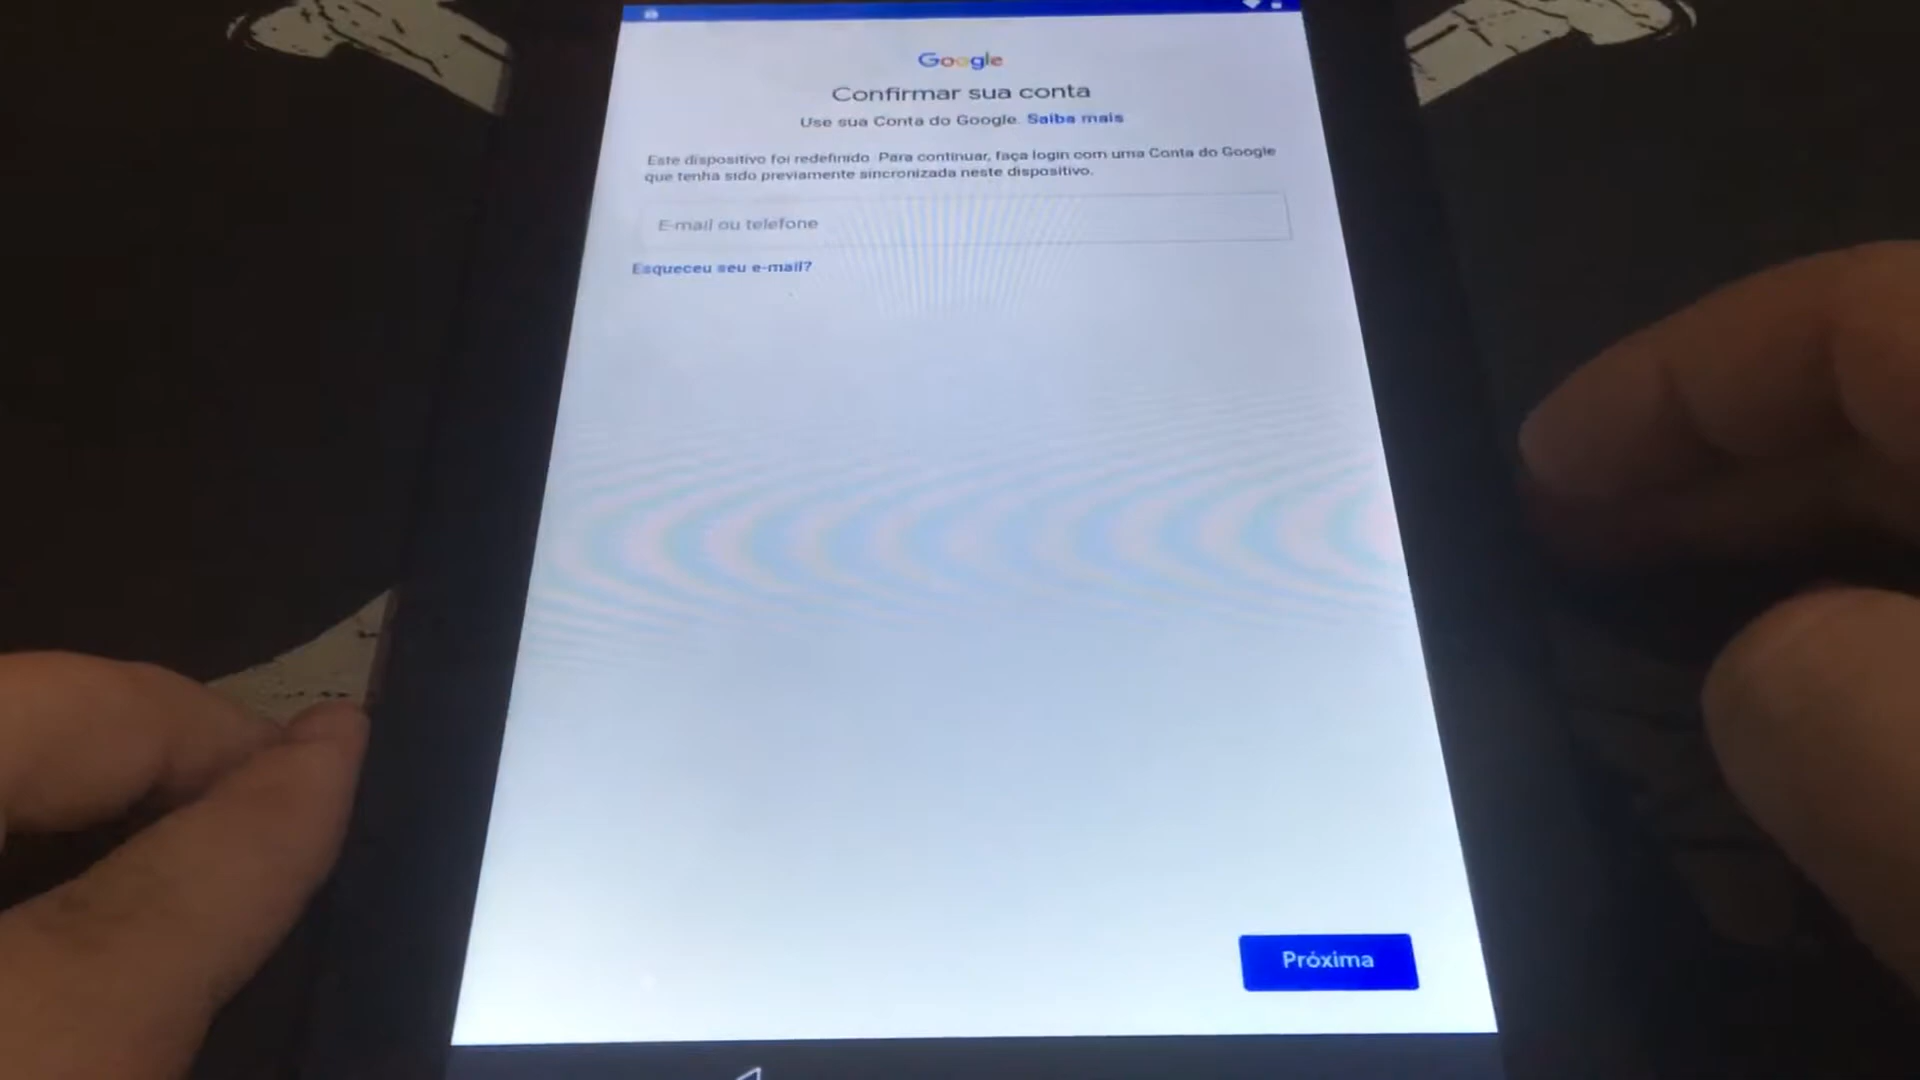 Google
Confirmar sua conta
Use sua Conta do Google. Saiba mais
Este dispositivo foi redefinido. Para continuar, faça login com uma Conta do Google
que tenha sido previamente sincronizada neste dispositivo.
E-mail ou telefone
Esqueceu seu e-mail?
Próxima